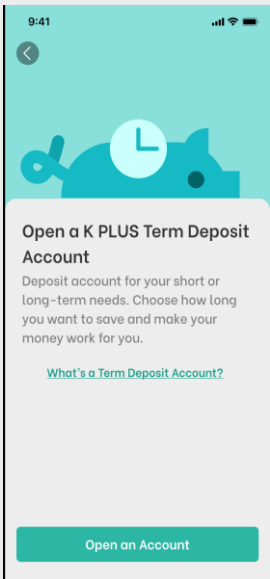 9:41
Open a K PLUS Term Deposit
Account
Deposit account for your short or
long-term needs. Choose how long
you want to save and make your
money work for you.
What's a Term Deposit Account?
Open an Account